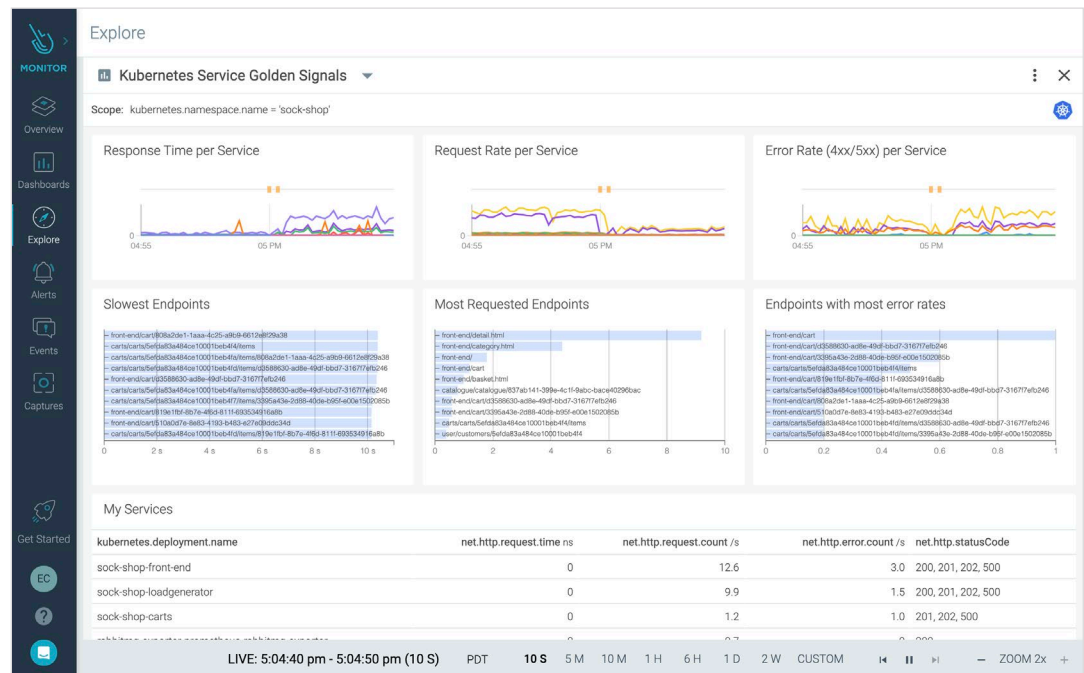 Explore
MONITOR
Kubernetes Service Golden Signals
Scope: kubernetes.namespace.name = 'sock-shop'
Overview
Dashboards
Explore
Alerts
Events
Captures
Get Started
EC
?
Response Time per Service
0
04:55
05 PM
Request Rate per Service
0
04:55
05 PM
Error Rate (4xx/5xx) per Service
0
04:55
05 PM
Slowest Endpoints
front-end/cart/808a2de1-1aaa-4c25-a9b9-6612e8f29a38
carts/carts/5efda83a484ce10001beb4f4/items
carts/carts/5efda83a484ce10001beb4fa/items/808a2de1-1aaa-4c25-a9b9-6612e8f29a38
front-end/cart/d3588630-ad8e-49df-bbd7-3167f7efb246
carts/carts/5efda83a484ce10001beb4fa/items/d3588630-ad8e-49df-bbd7-3167f7efb246
carts/carts/5efda83a484ce10001beb4fa/items/3395a43e-2d88-40de-b95f-e00e1502085b
front-end/cart/819e1fbf-8b7e-4f6d-811f-693534916a8b
front-end/cart/510a0d7e-8e83-4193-b483-e27e09ddc34d
carts/carts/5efda83a484ce10001beb4f7/items/819e1fbf-8b7e-4f6d-811f-693534916a8b
0 2 s 4 s 6 s 8 s 10 s
Most Requested Endpoints
front-end/detail.html
front-end/category.html
front-end/
front-end/cart
front-end/basket.html
catalogue/catalogue/837ab141-399e-4c1f-9abc-bace40296bac
front-end/cart/d3588630-ad8e-49df-bbd7-3167f7efb246
front-end/cart/3395a43e-2d88-40de-b95f-e00e1502085b
carts/carts/5efda83a484ce10001beb4f4/items
user/customers/5efda83a484ce10001beb4f4
0 2 4 6 8 10
Endpoints with most error rates
front-end/cart
front-end/cart/d3588630-ad8e-49df-bbd7-3167f7efb246
front-end/cart/3395a43e-2d88-40de-b95f-e00e1502085b
carts/carts/5efda83a484ce10001beb4f4/items
front-end/cart/819e1fbf-8b7e-4f6d-811f-693534916a8b
carts/carts/5efda83a484ce10001beb4fa/items/d3588630-ad8e-49df-bbd7-3167f7efb246
front-end/cart/808a2de1-1aaa-4c25-a9b9-6612e8f29a38
front-end/cart/510a0d7e-8e83-4193-b483-e27e09ddc34d
carts/carts/5efda83a484ce10001beb4fd/items/d3588630-ad8e-49df-bbd7-3167f7efb246
carts/carts/5efda83a484ce10001beb4fd/items/3395a43e-2d88-40de-b95f-e00e1502085b
0 0.2 0.4 0.6 0.8 1
My Services
kubernetes.deployment.name net.http.request.time ns net.http.request.count /s net.http.error.count /s net.http.statusCode
sock-shop-front-end 0 12.6 3.0 200, 201, 202, 500
sock-shop-loadgenerator 0 9.9 1.5 200, 201, 202, 500
sock-shop-carts 0 1.2 1.0 201, 202, 500
LIVE: 5:04:40 pm - 5:04:50 pm (10 S) PDT 10 S 5 M 10 M 1 H 6 H 1 D 2 W CUSTOM − ZOOM 2x +